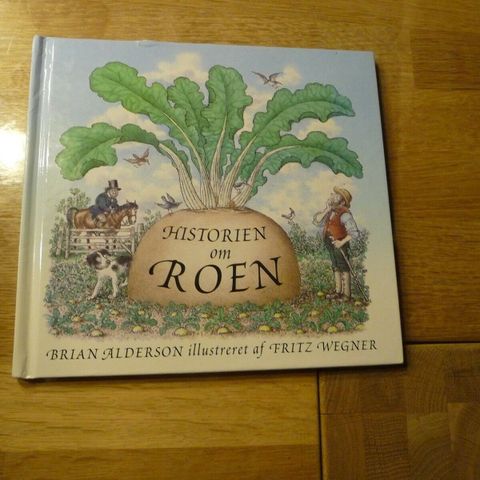 HISTORIEN
om
ROEN
BRIAN ALDERSON illustreret af FRITZ WEGNER